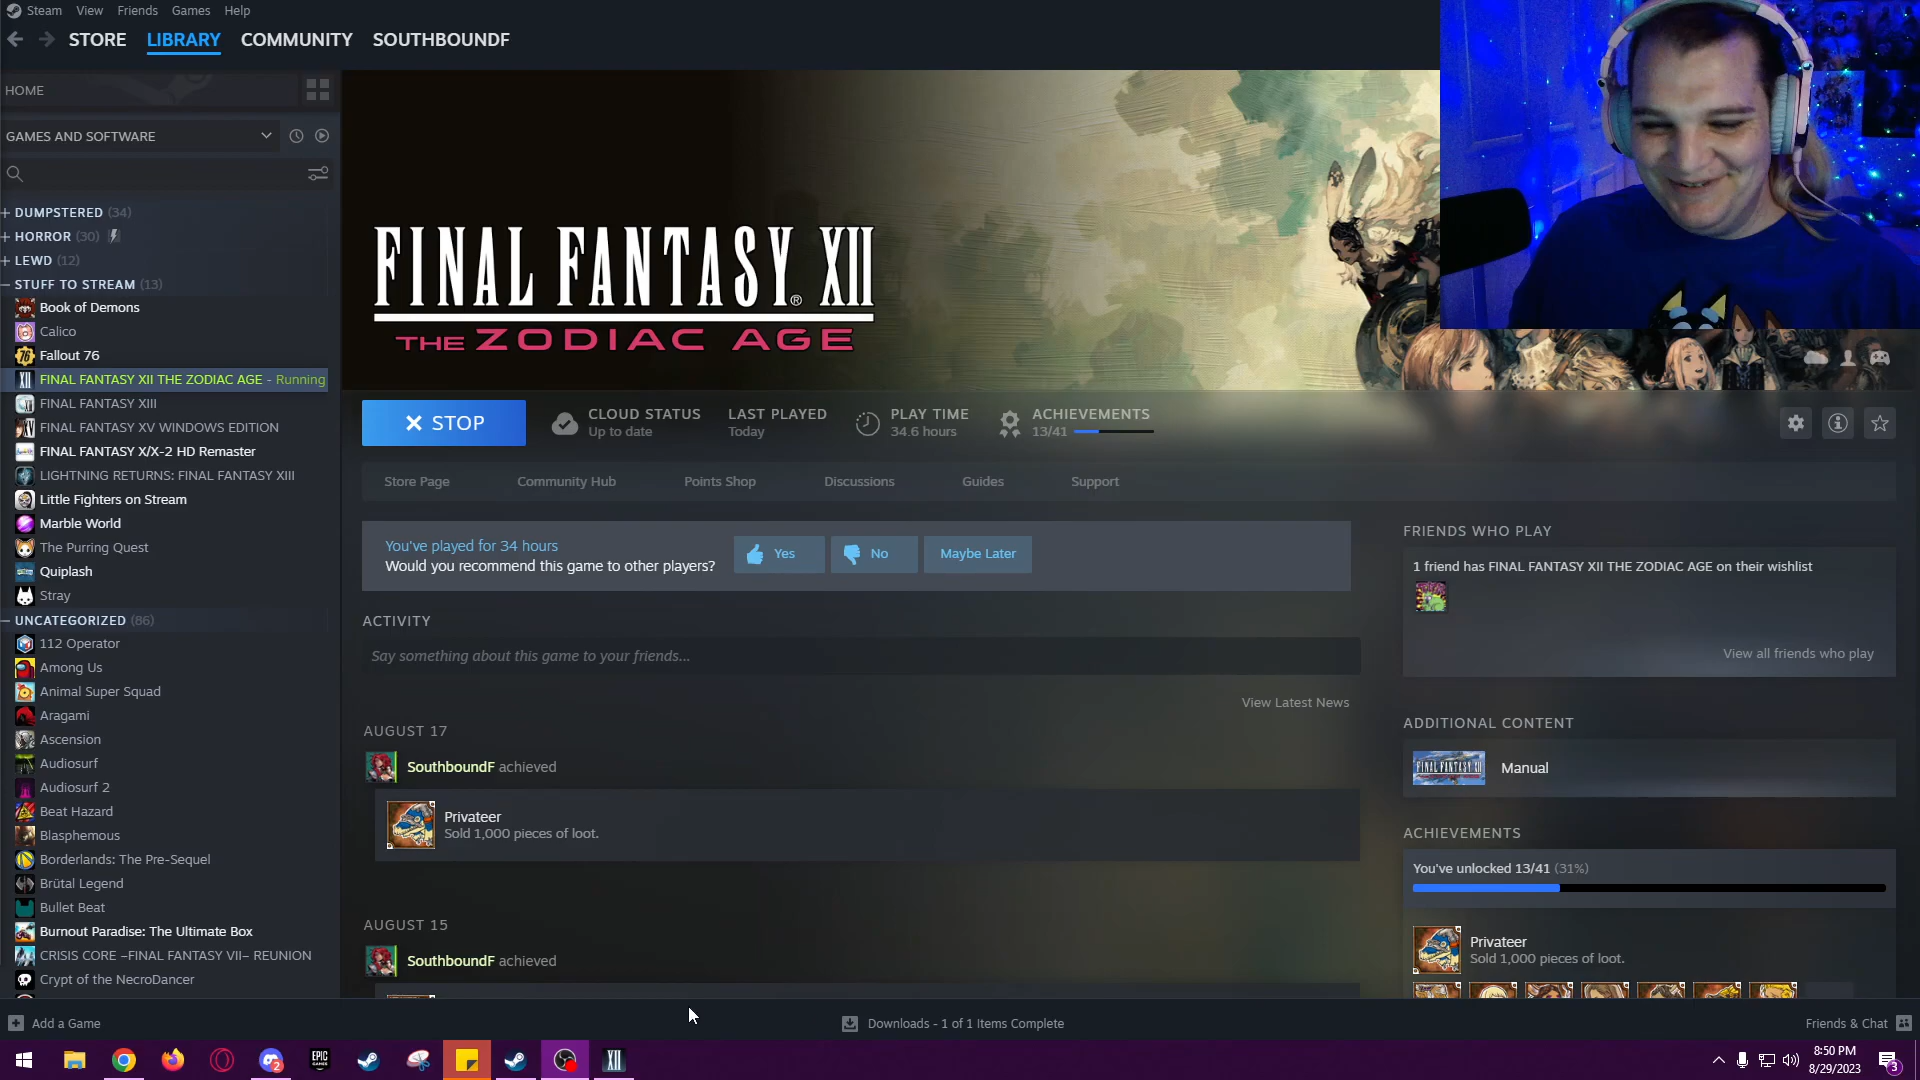 Steam View Friends Games Help
STORE LIBRARY COMMUNITY SOUTHBOUNDF
HOME
GAMES AND SOFTWARE
+ DUMPSTERED (34)
+ HORROR (30)
+ LEWD (12)
− STUFF TO STREAM (13)
Book of Demons
Calico
Fallout 76
FINAL FANTASY XII THE ZODIAC AGE - Running
FINAL FANTASY XIII
FINAL FANTASY XV WINDOWS EDITION
FINAL FANTASY X/X-2 HD Remaster
LIGHTNING RETURNS: FINAL FANTASY XIII
Little Fighters on Stream
Marble World
The Purring Quest
Quiplash
Stray
− UNCATEGORIZED (86)
112 Operator
Among Us
Animal Super Squad
Aragami
Ascension
Audiosurf
Audiosurf 2
Beat Hazard
Blasphemous
Borderlands: The Pre-Sequel
Brütal Legend
Bullet Beat
Burnout Paradise: The Ultimate Box
CRISIS CORE –FINAL FANTASY VII– REUNION
Crypt of the NecroDancer
FINAL FANTASY® XII
THE ZODIAC AGE
STOP
CLOUD STATUS
Up to date
LAST PLAYED
Today
PLAY TIME
34.6 hours
ACHIEVEMENTS
13/41
Store Page Community Hub Points Shop Discussions Guides Support
You've played for 34 hours
Would you recommend this game to other players?
Yes No Maybe Later
ACTIVITY
Say something about this game to your friends...
View Latest News
AUGUST 17
SouthboundF achieved
Privateer
Sold 1,000 pieces of loot.
AUGUST 15
SouthboundF achieved
FRIENDS WHO PLAY
1 friend has FINAL FANTASY XII THE ZODIAC AGE on their wishlist
View all friends who play
ADDITIONAL CONTENT
FINAL FANTASY XII
Manual
ACHIEVEMENTS
You've unlocked 13/41 (31%)
Privateer
Sold 1,000 pieces of loot.
Add a Game
Downloads - 1 of 1 Items Complete
Friends & Chat
EPIC GAMES
2
XII
8:50 PM
8/29/2023
3